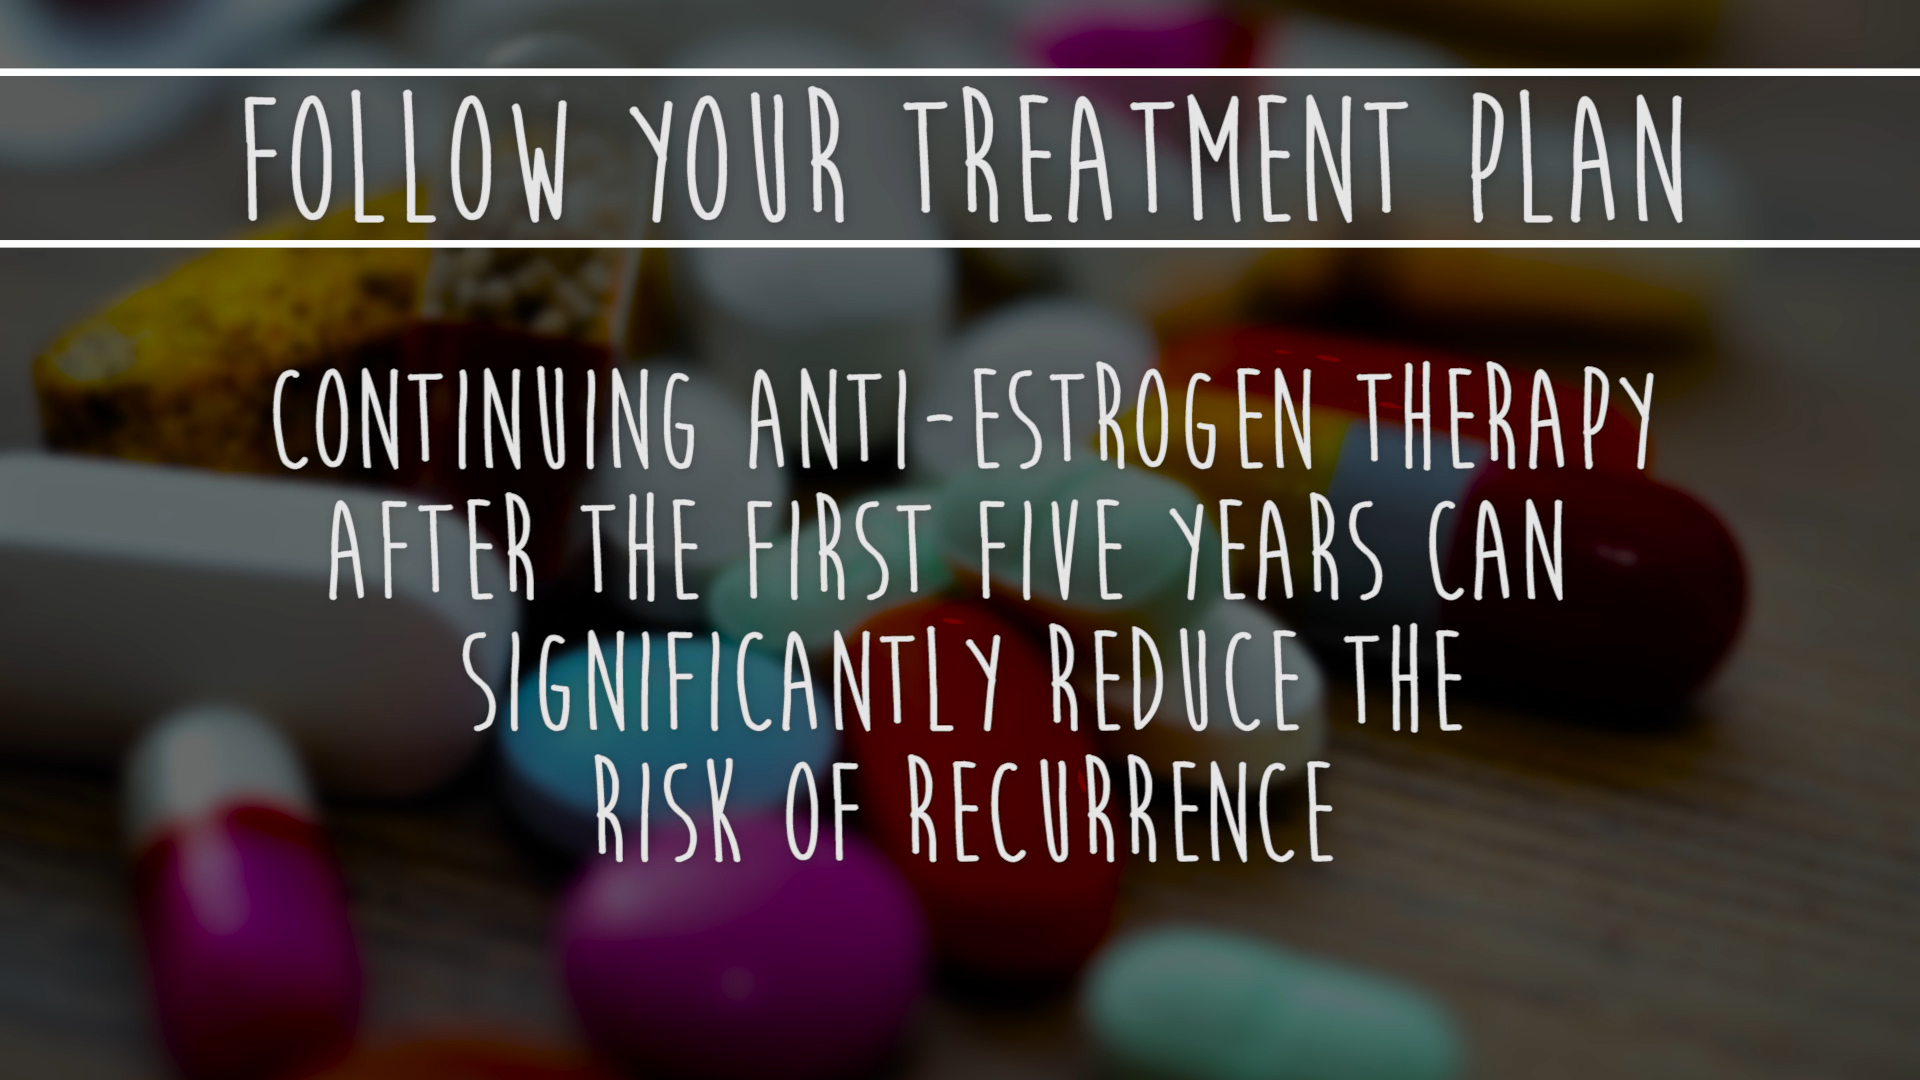 FOLLOW YOUR TREATMENT PLAN
CONTINUING ANTI-ESTROGEN THERAPY
AFTER THE FIRST FIVE YEARS CAN
SIGNIFICANTLY REDUCE THE
RISK OF RECURRENCE